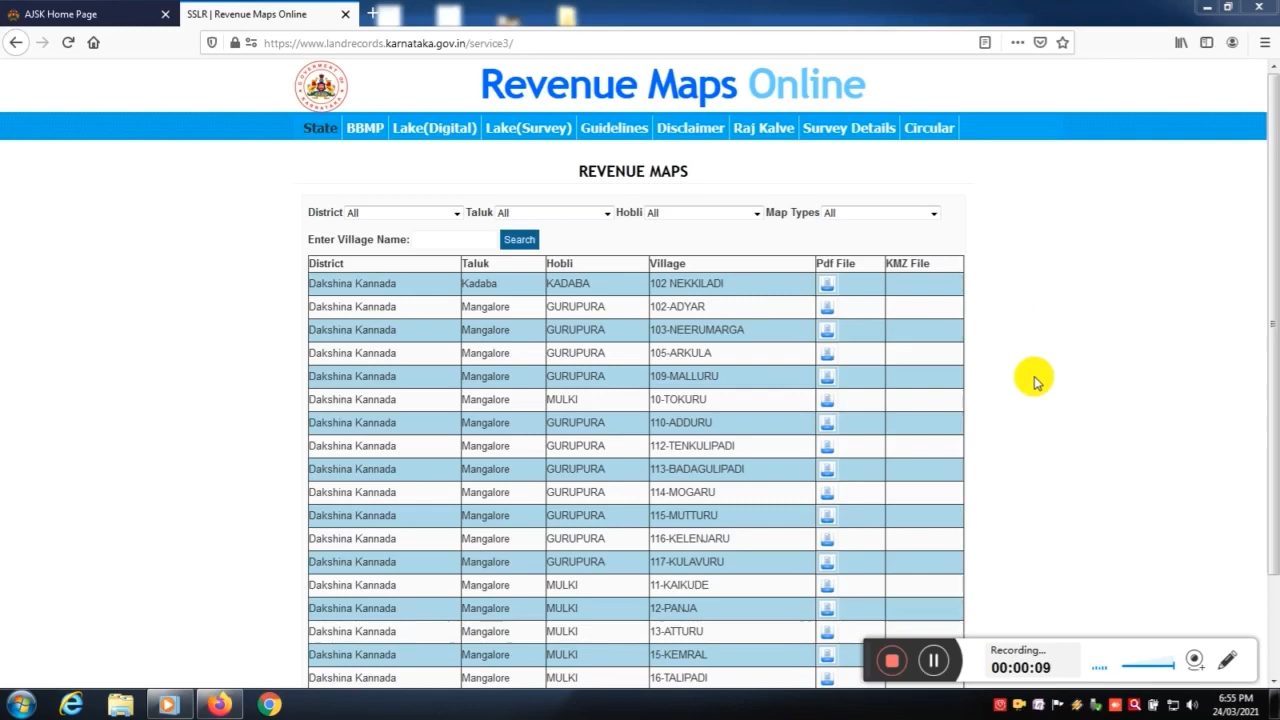 AJSK Home Page
SSLR | Revenue Maps Online
https://www.landrecords.karnataka.gov.in/service3/
Revenue Maps Online
State BBMP Lake(Digital) Lake(Survey) Guidelines Disclaimer Raj Kalve Survey Details Circular
REVENUE MAPS
District All Taluk All Hobli All Map Types All
Enter Village Name: Search
District Taluk Hobli Village Pdf File KMZ File
Dakshina Kannada Kadaba KADABA 102 NEKKILADI
Dakshina Kannada Mangalore GURUPURA 102-ADYAR
Dakshina Kannada Mangalore GURUPURA 103-NEERUMARGA
Dakshina Kannada Mangalore GURUPURA 105-ARKULA
Dakshina Kannada Mangalore GURUPURA 109-MALLURU
Dakshina Kannada Mangalore MULKI 10-TOKURU
Dakshina Kannada Mangalore GURUPURA 110-ADDURU
Dakshina Kannada Mangalore GURUPURA 112-TENKULIPADI
Dakshina Kannada Mangalore GURUPURA 113-BADAGULIPADI
Dakshina Kannada Mangalore GURUPURA 114-MOGARU
Dakshina Kannada Mangalore GURUPURA 115-MUTTURU
Dakshina Kannada Mangalore GURUPURA 116-KELENJARU
Dakshina Kannada Mangalore GURUPURA 117-KULAVURU
Dakshina Kannada Mangalore MULKI 11-KAIKUDE
Dakshina Kannada Mangalore MULKI 12-PANJA
Dakshina Kannada Mangalore MULKI 13-ATTURU
Dakshina Kannada Mangalore MULKI 15-KEMRAL
Dakshina Kannada Mangalore MULKI 16-TALIPADI
Recording...
00:00:09
6:55 PM
24/03/2021